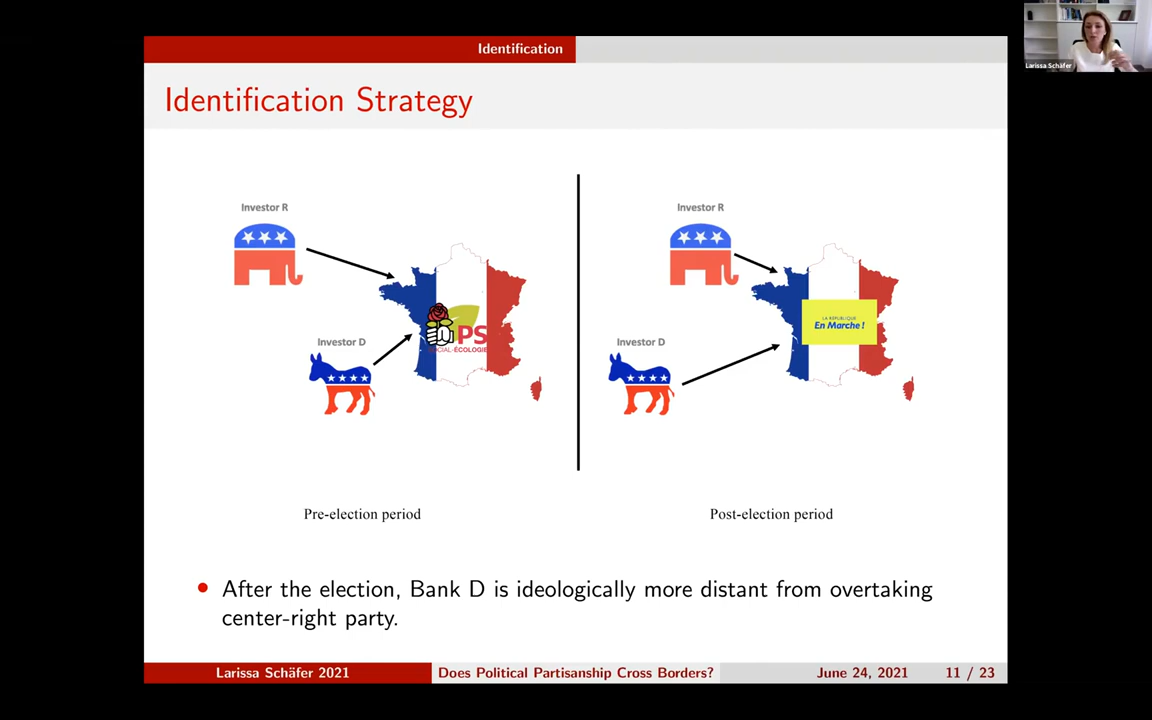 Larissa Schäfer
Identification
Identification Strategy
Investor R
PS
SOCIAL-ÉCOLOGIE
Investor D
Investor R
LA RÉPUBLIQUE
En Marche !
Investor D
Pre-election period
Post-election period
After the election, Bank D is ideologically more distant from overtaking
center-right party.
Larissa Schäfer 2021
Does Political Partisanship Cross Borders?
June 24, 2021
11 / 23